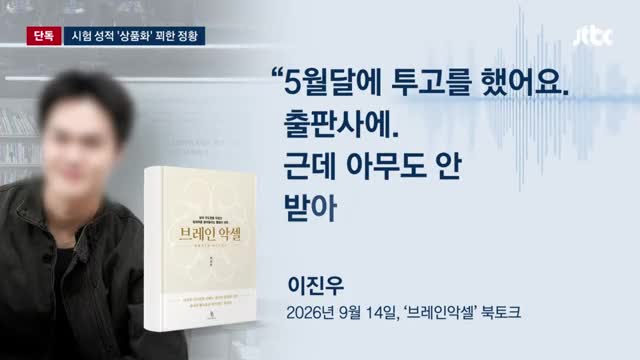 단독
시험 성적 '상품화' 꾀한 정황
jtbc
“5월달에 투고를 했어요.
출판사에.
근데 아무도 안
받아
브레인 악셀
이진우
2026년 9월 14일, ‘브레인악셀’ 북토크